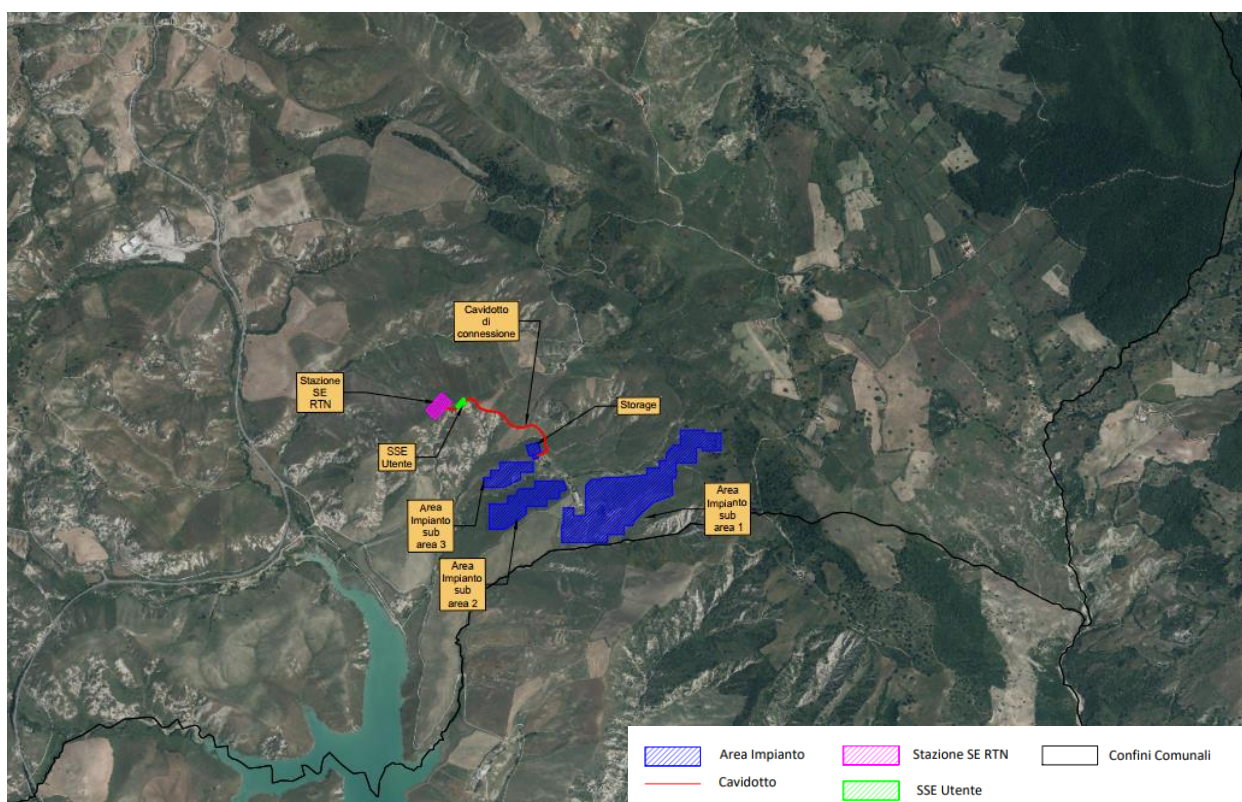 Cavidotto
di
connessione
Stazione
SE
RTN
Storage
SSE
Utente
Area
Impianto
sub
area 1
Area
Impianto
sub
area 3
Area
Impianto
sub
area 2
Area Impianto
Stazione SE RTN
Confini Comunali
Cavidotto
SSE Utente